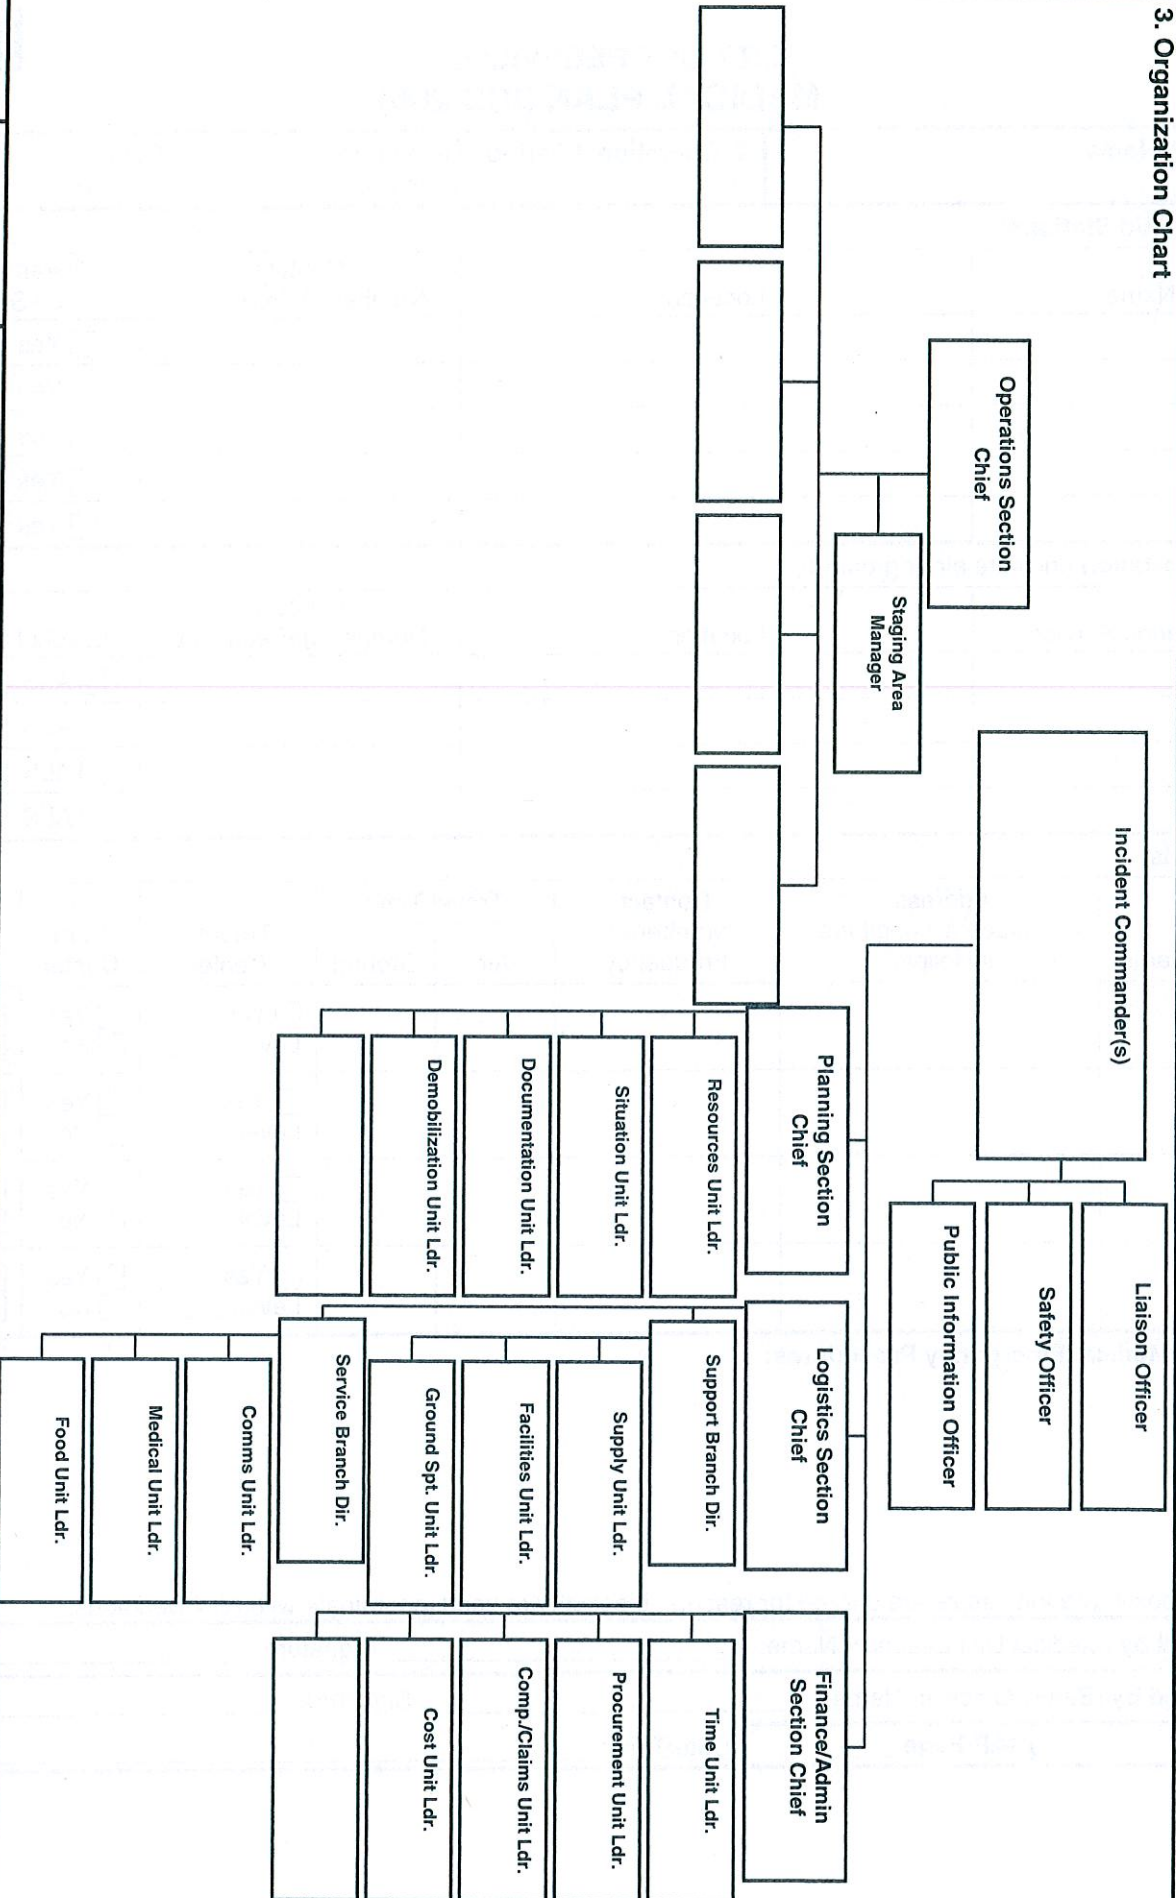 3. Organization Chart
Incident Commander(s)
Liaison Officer
Safety Officer
Public Information Officer
Operations Section
Chief
Staging Area
Manager
Planning Section
Chief
Resources Unit Ldr.
Situation Unit Ldr.
Documentation Unit Ldr.
Demobilization Unit Ldr.
Logistics Section
Chief
Support Branch Dir.
Supply Unit Ldr.
Facilities Unit Ldr.
Ground Spt. Unit Ldr.
Service Branch Dir.
Comms Unit Ldr.
Medical Unit Ldr.
Food Unit Ldr.
Finance/Admin
Section Chief
Time Unit Ldr.
Procurement Unit Ldr.
Comp./Claims Unit Ldr.
Cost Unit Ldr.